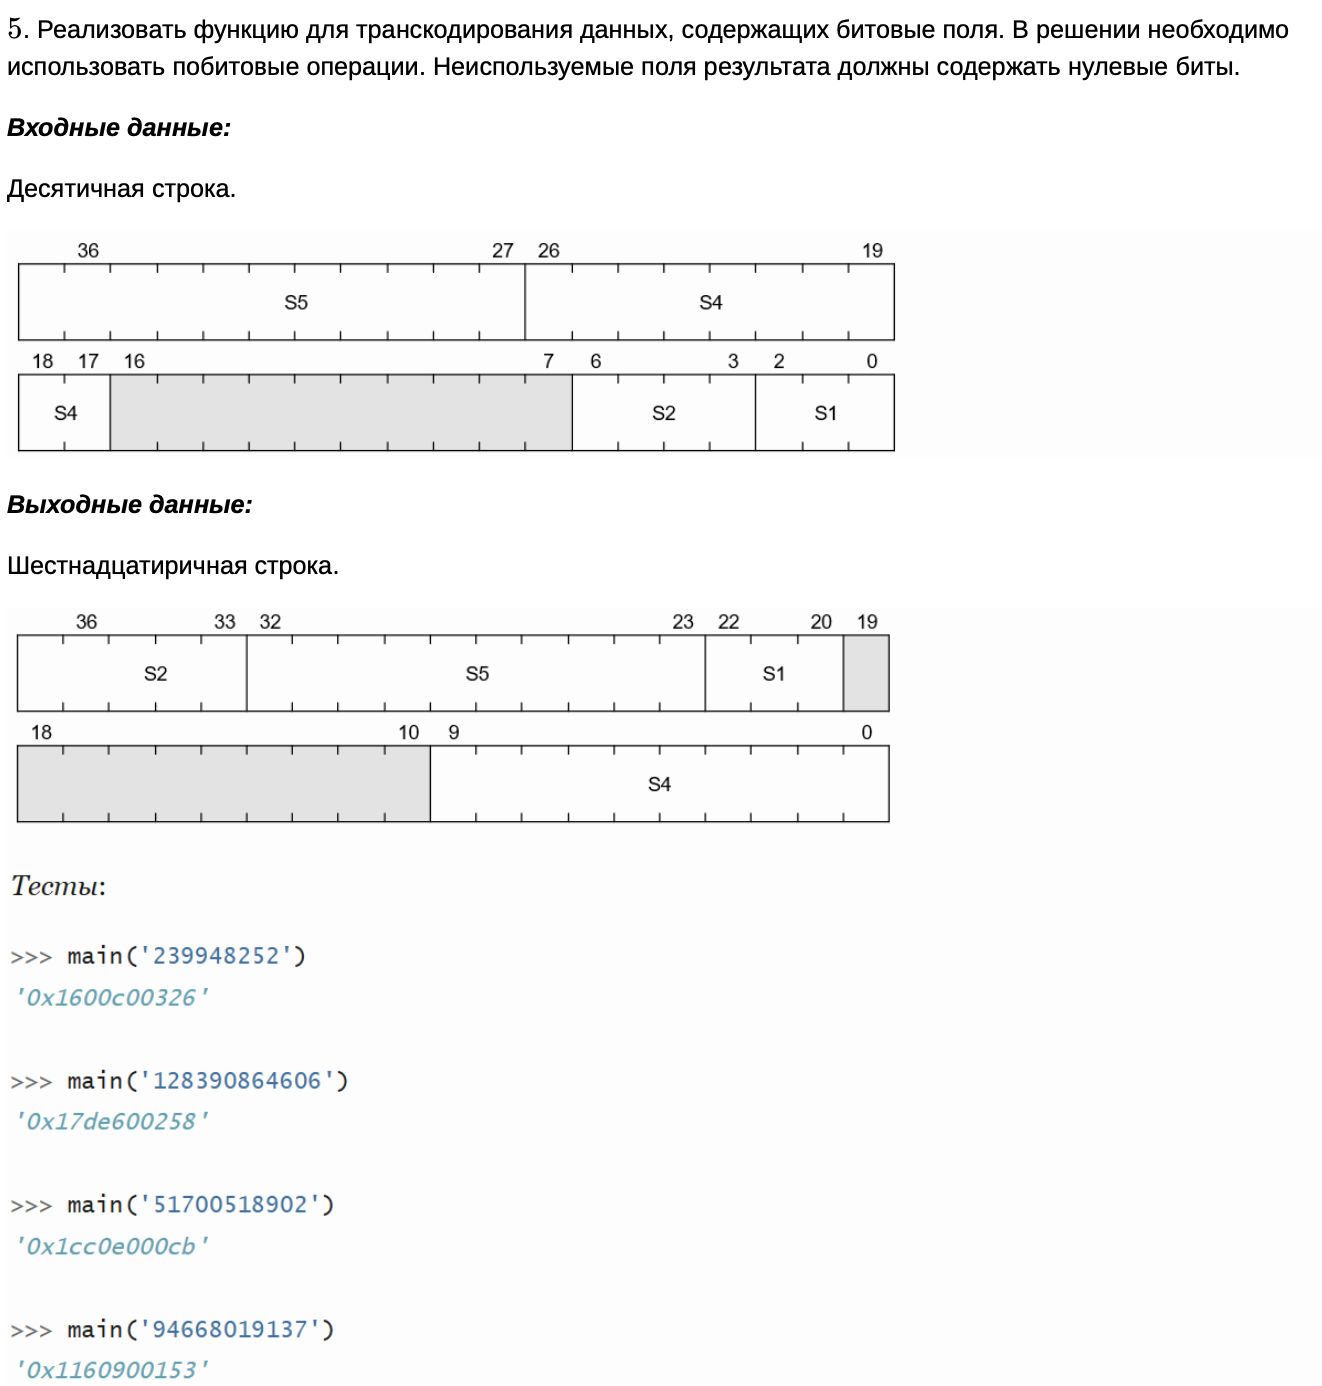 5. Реализовать функцию для транскодирования данных, содержащих битовые поля. В решении необходимо
использовать побитовые операции. Неиспользуемые поля результата должны содержать нулевые биты.
Входные данные:
Десятичная строка.
36 27 26 19
S5 S4
18 17 16 7 6 3 2 0
S4 S2 S1
Выходные данные:
Шестнадцатиричная строка.
36 33 32 23 22 20 19
S2 S5 S1
18 10 9 0
S4
Тесты:
>>> main('239948252')
'0x1600c00326'
>>> main('128390864606')
'0x17de600258'
>>> main('51700518902')
'0x1cc0e000cb'
>>> main('94668019137')
'0x1160900153'